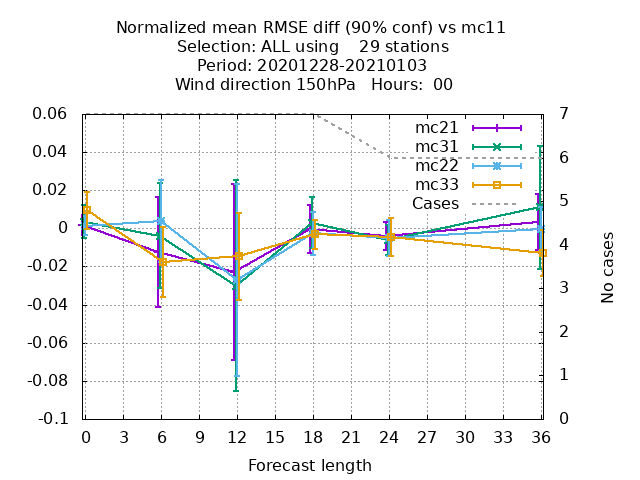 Normalized mean RMSE diff (90% conf) vs mc11
Selection: ALL using    29 stations
Period: 20201228-20210103
Wind direction 150hPa   Hours:  00
0.06
0.04
0.02
0
-0.02
-0.04
-0.06
-0.08
-0.1
7
6
5
4
3
2
1
0
mc21
mc31
mc22
mc33
Cases
No cases
0 3 6 9 12 15 18 21 24 27 30 33 36
Forecast length